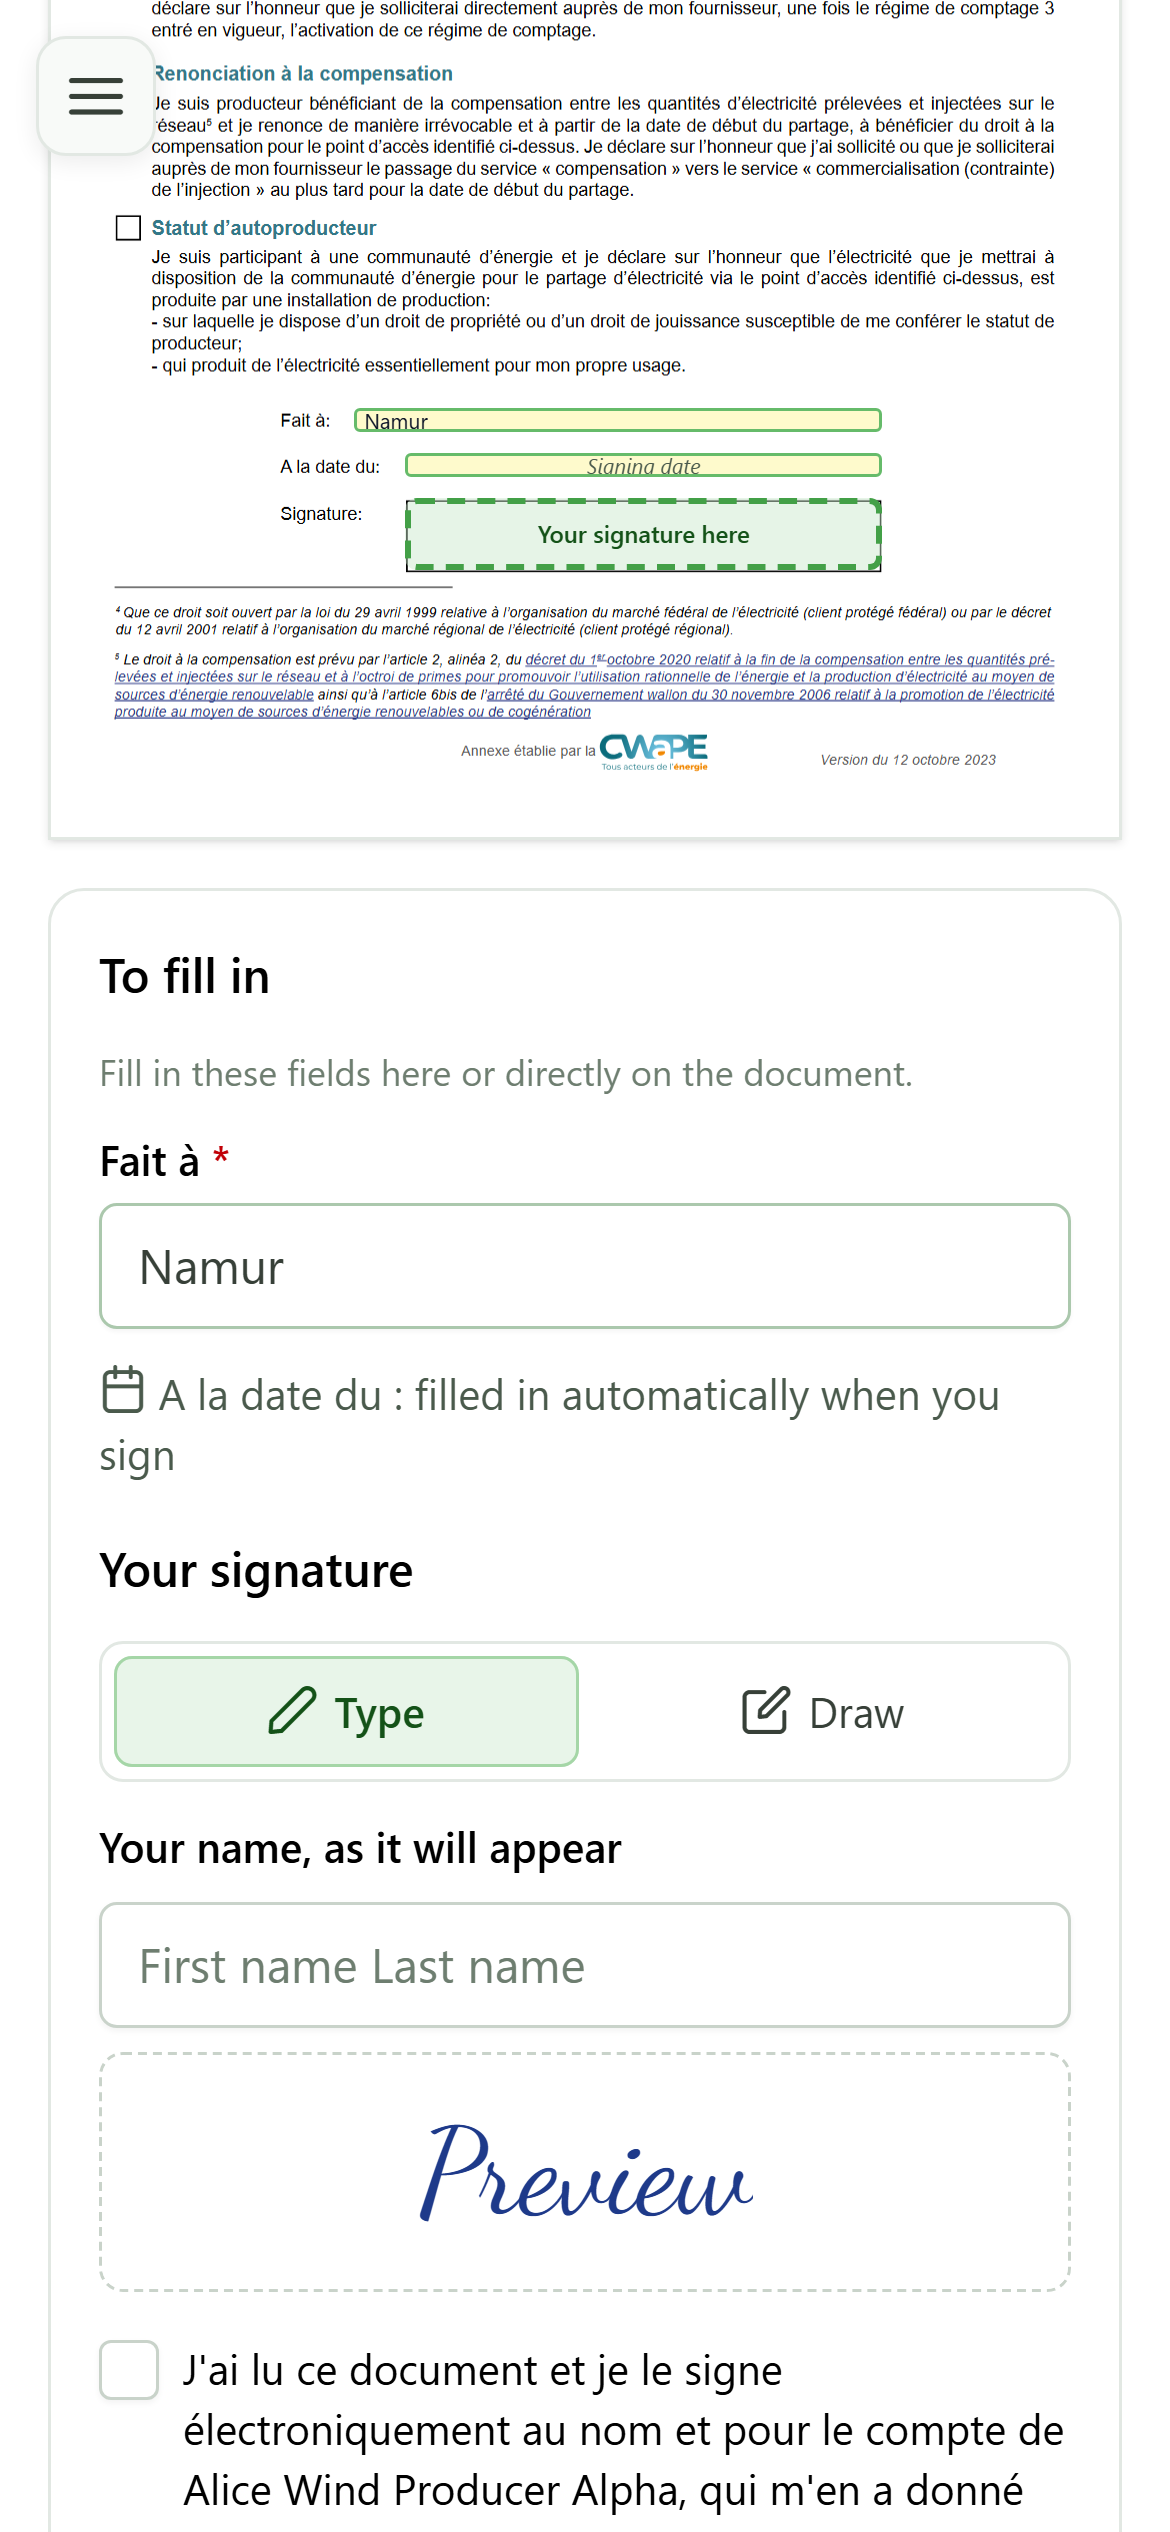 déclare sur l'honneur que je solliciterai directement auprès de mon fournisseur, une fois le régime de comptage 3
entré en vigueur, l'activation de ce régime de comptage.
Renonciation à la compensation
Je suis producteur bénéficiant de la compensation entre les quantités d'électricité prélevées et injectées sur le
réseau⁵ et je renonce de manière irrévocable et à partir de la date de début du partage, à bénéficier du droit à la
compensation pour le point d'accès identifié ci-dessus. Je déclare sur l'honneur que j'ai sollicité ou que je solliciterai
auprès de mon fournisseur le passage du service « compensation » vers le service « commercialisation (contrainte)
de l'injection » au plus tard pour la date de début du partage.
Statut d'autoproducteur
Je suis participant à une communauté d'énergie et je déclare sur l'honneur que l'électricité que je mettrai à
disposition de la communauté d'énergie pour le partage d'électricité via le point d'accès identifié ci-dessus, est
produite par une installation de production:
- sur laquelle je dispose d'un droit de propriété ou d'un droit de jouissance susceptible de me conférer le statut de
producteur;
- qui produit de l'électricité essentiellement pour mon propre usage.
Fait à: Namur
A la date du: Signing date
Signature: Your signature here
⁴ Que ce droit soit ouvert par la loi du 29 avril 1999 relative à l'organisation du marché fédéral de l'électricité (client protégé fédéral) ou par le décret
du 12 avril 2001 relatif à l'organisation du marché régional de l'électricité (client protégé régional).
⁵ Le droit à la compensation est prévu par l'article 2, alinéa 2, du décret du 1er octobre 2020 relatif à la fin de la compensation entre les quantités pré-
levées et injectées sur le réseau et à l'octroi de primes pour promouvoir l'utilisation rationnelle de l'énergie et la production d'électricité au moyen de
sources d'énergie renouvelable ainsi qu'à l'article 6bis de l'arrêté du Gouvernement wallon du 30 novembre 2006 relatif à la promotion de l'électricité
produite au moyen de sources d'énergie renouvelables ou de cogénération
Annexe établie par la CWaPE
Tous acteurs de l'énergie
Version du 12 octobre 2023
To fill in
Fill in these fields here or directly on the document.
Fait à *
Namur
A la date du : filled in automatically when you
sign
Your signature
Type
Draw
Your name, as it will appear
First name Last name
Preview
J'ai lu ce document et je le signe
électroniquement au nom et pour le compte de
Alice Wind Producer Alpha, qui m'en a donné